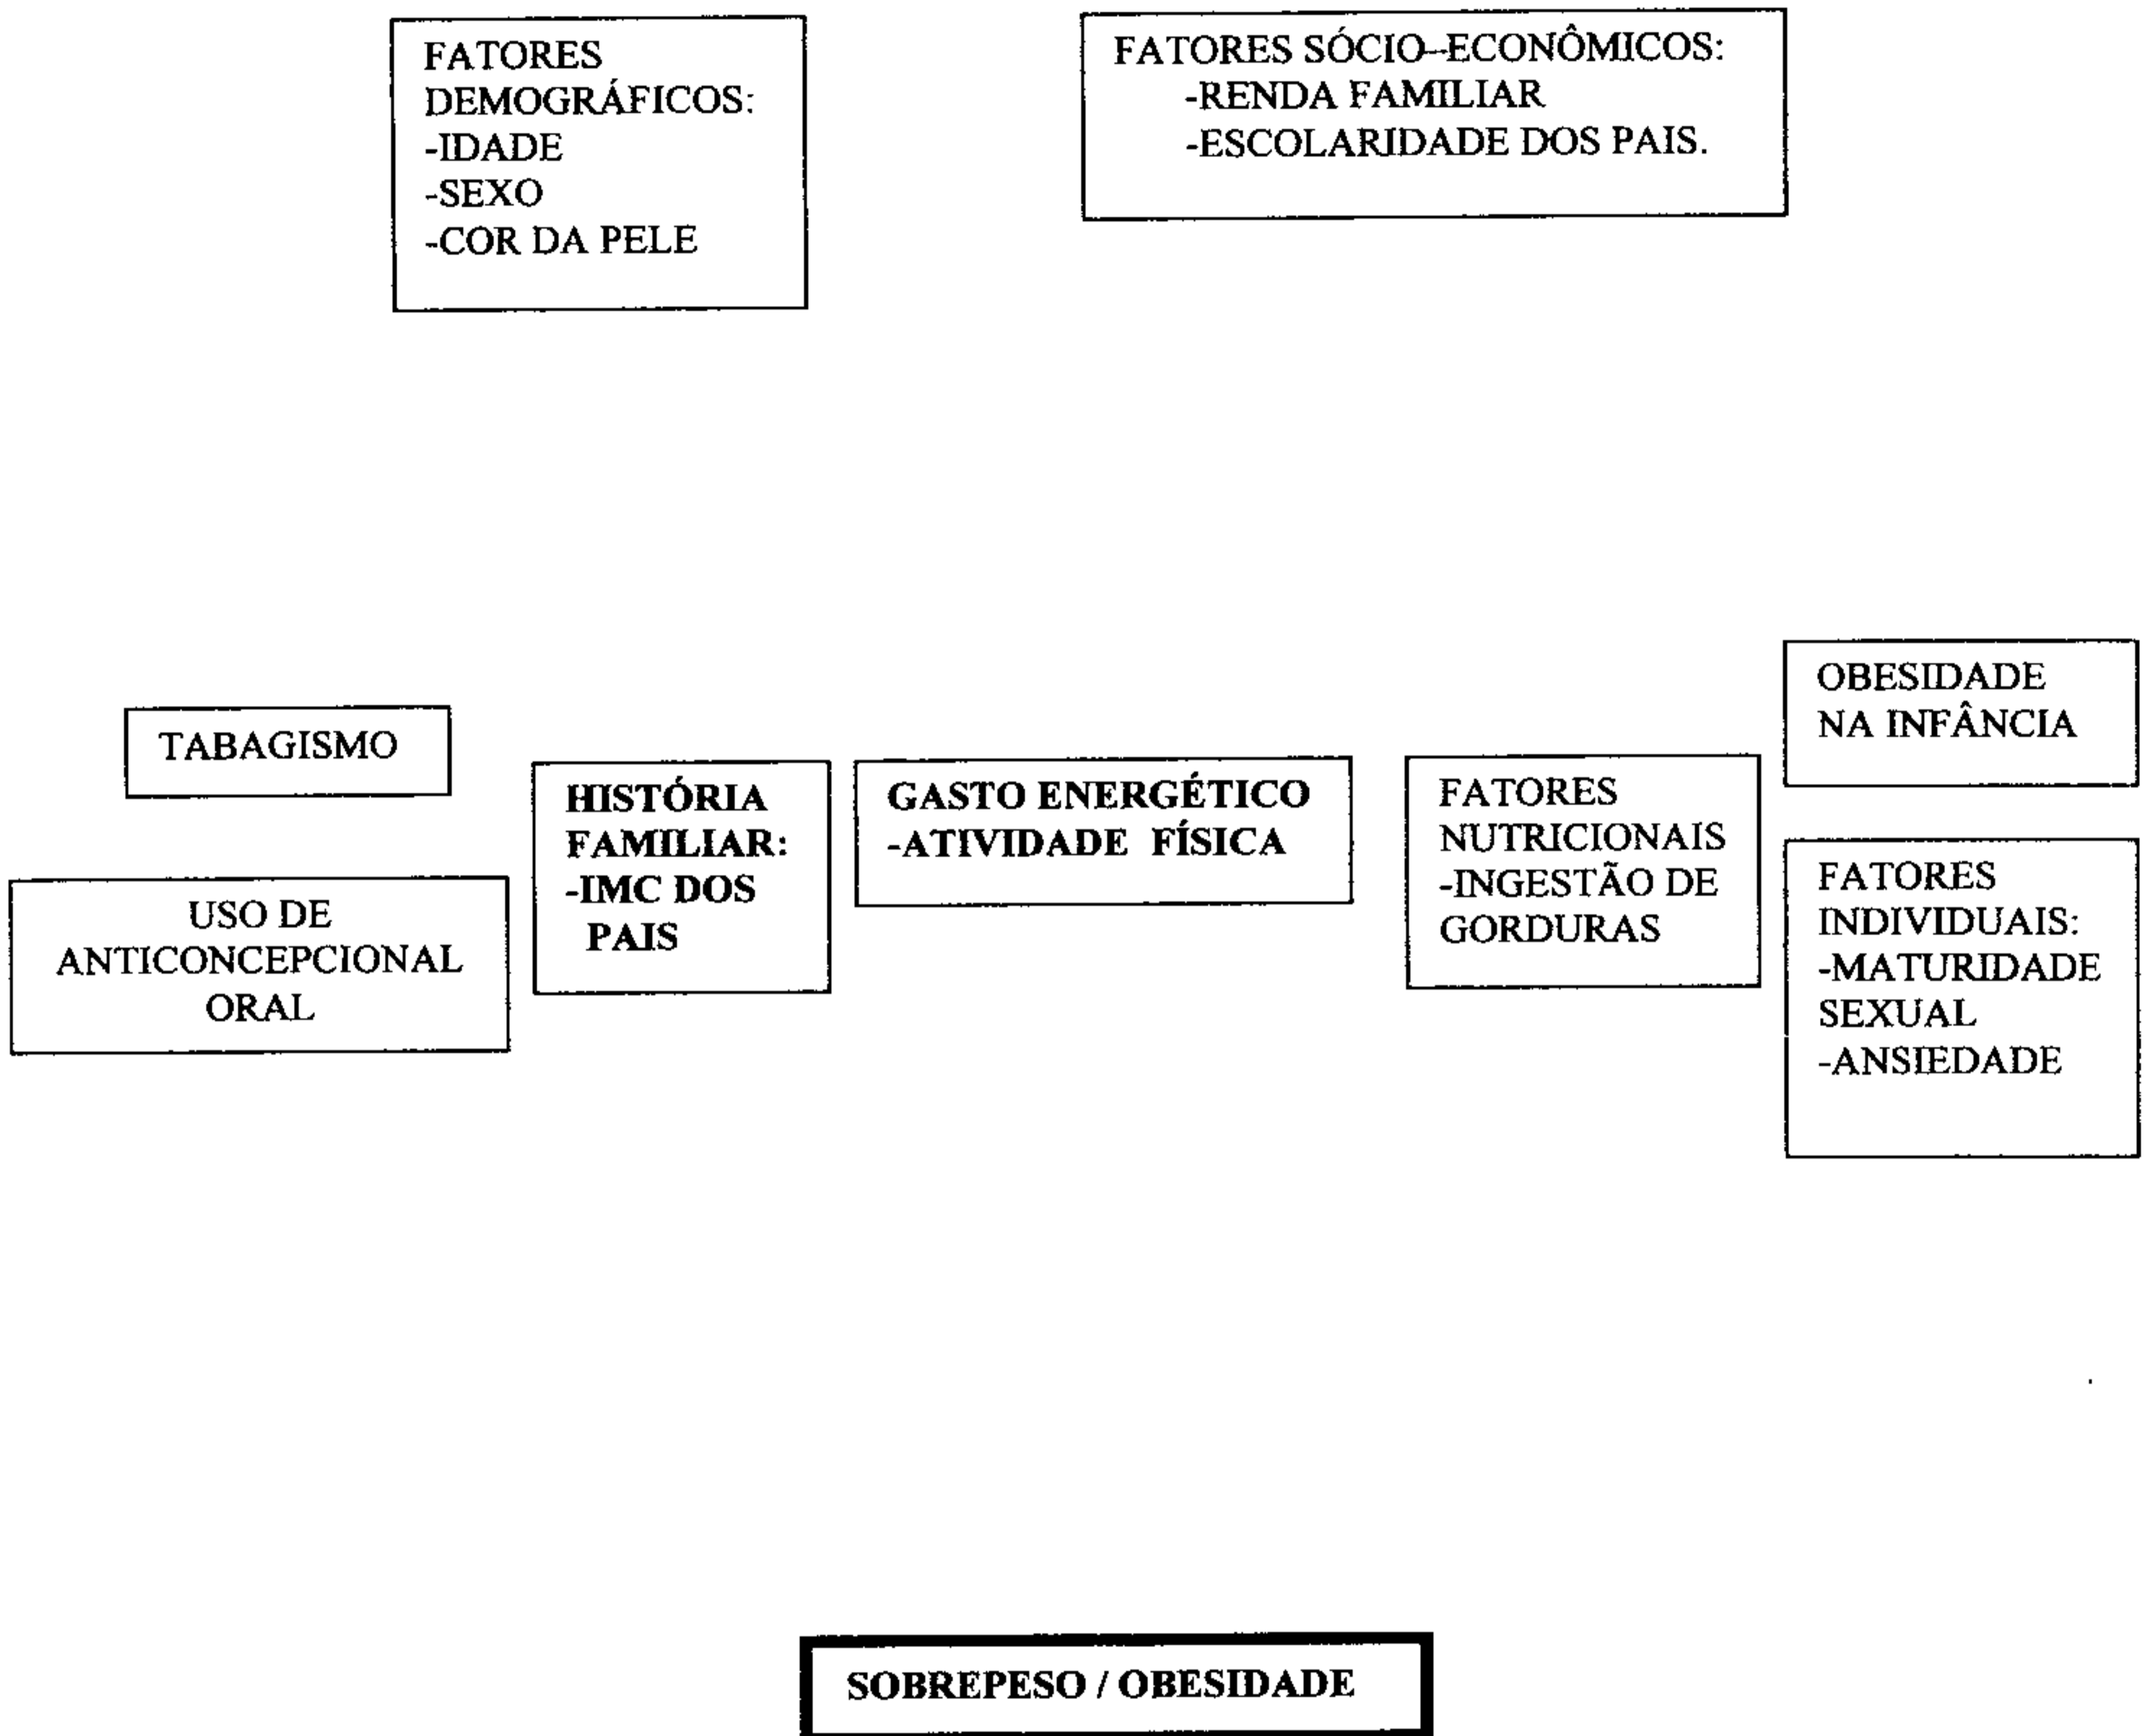 FATORES
DEMOGRÁFICOS:
-IDADE
-SEXO
-COR DA PELE
FATORES SÓCIO-ECONÔMICOS:
-RENDA FAMILIAR
-ESCOLARIDADE DOS PAIS.
TABAGISMO
USO DE
ANTICONCEPCIONAL
ORAL
HISTÓRIA
FAMILIAR:
-IMC DOS
PAIS
GASTO ENERGÉTICO
-ATIVIDADE FÍSICA
FATORES
NUTRICIONAIS
-INGESTÃO DE
GORDURAS
OBESIDADE
NA INFÂNCIA
FATORES
INDIVIDUAIS:
-MATURIDADE
SEXUAL
-ANSIEDADE
SOBREPESO / OBESIDADE